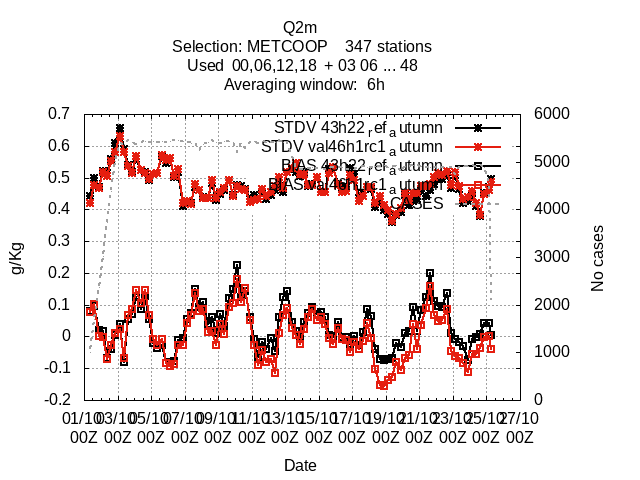 Q2m
Selection: METCOOP    347 stations
Used  00,06,12,18  + 03 06 ... 48
Averaging window:  6h
0.7
0.6
0.5
0.4
0.3
0.2
0.1
0
-0.1
-0.2
g/Kg
6000
5000
4000
3000
2000
1000
0
No cases
STDV 43h22_ref_autumn
STDV val46h1rc1_autumn
BIAS 43h22_ref_autumn
BIAS val46h1rc1_autumn
CASES
01/10 03/10 05/10 07/10 09/10 11/10 13/10 15/10 17/10 19/10 21/10 23/10 25/10 27/10
00Z 00Z 00Z 00Z 00Z 00Z 00Z 00Z 00Z 00Z 00Z 00Z 00Z 00Z
Date